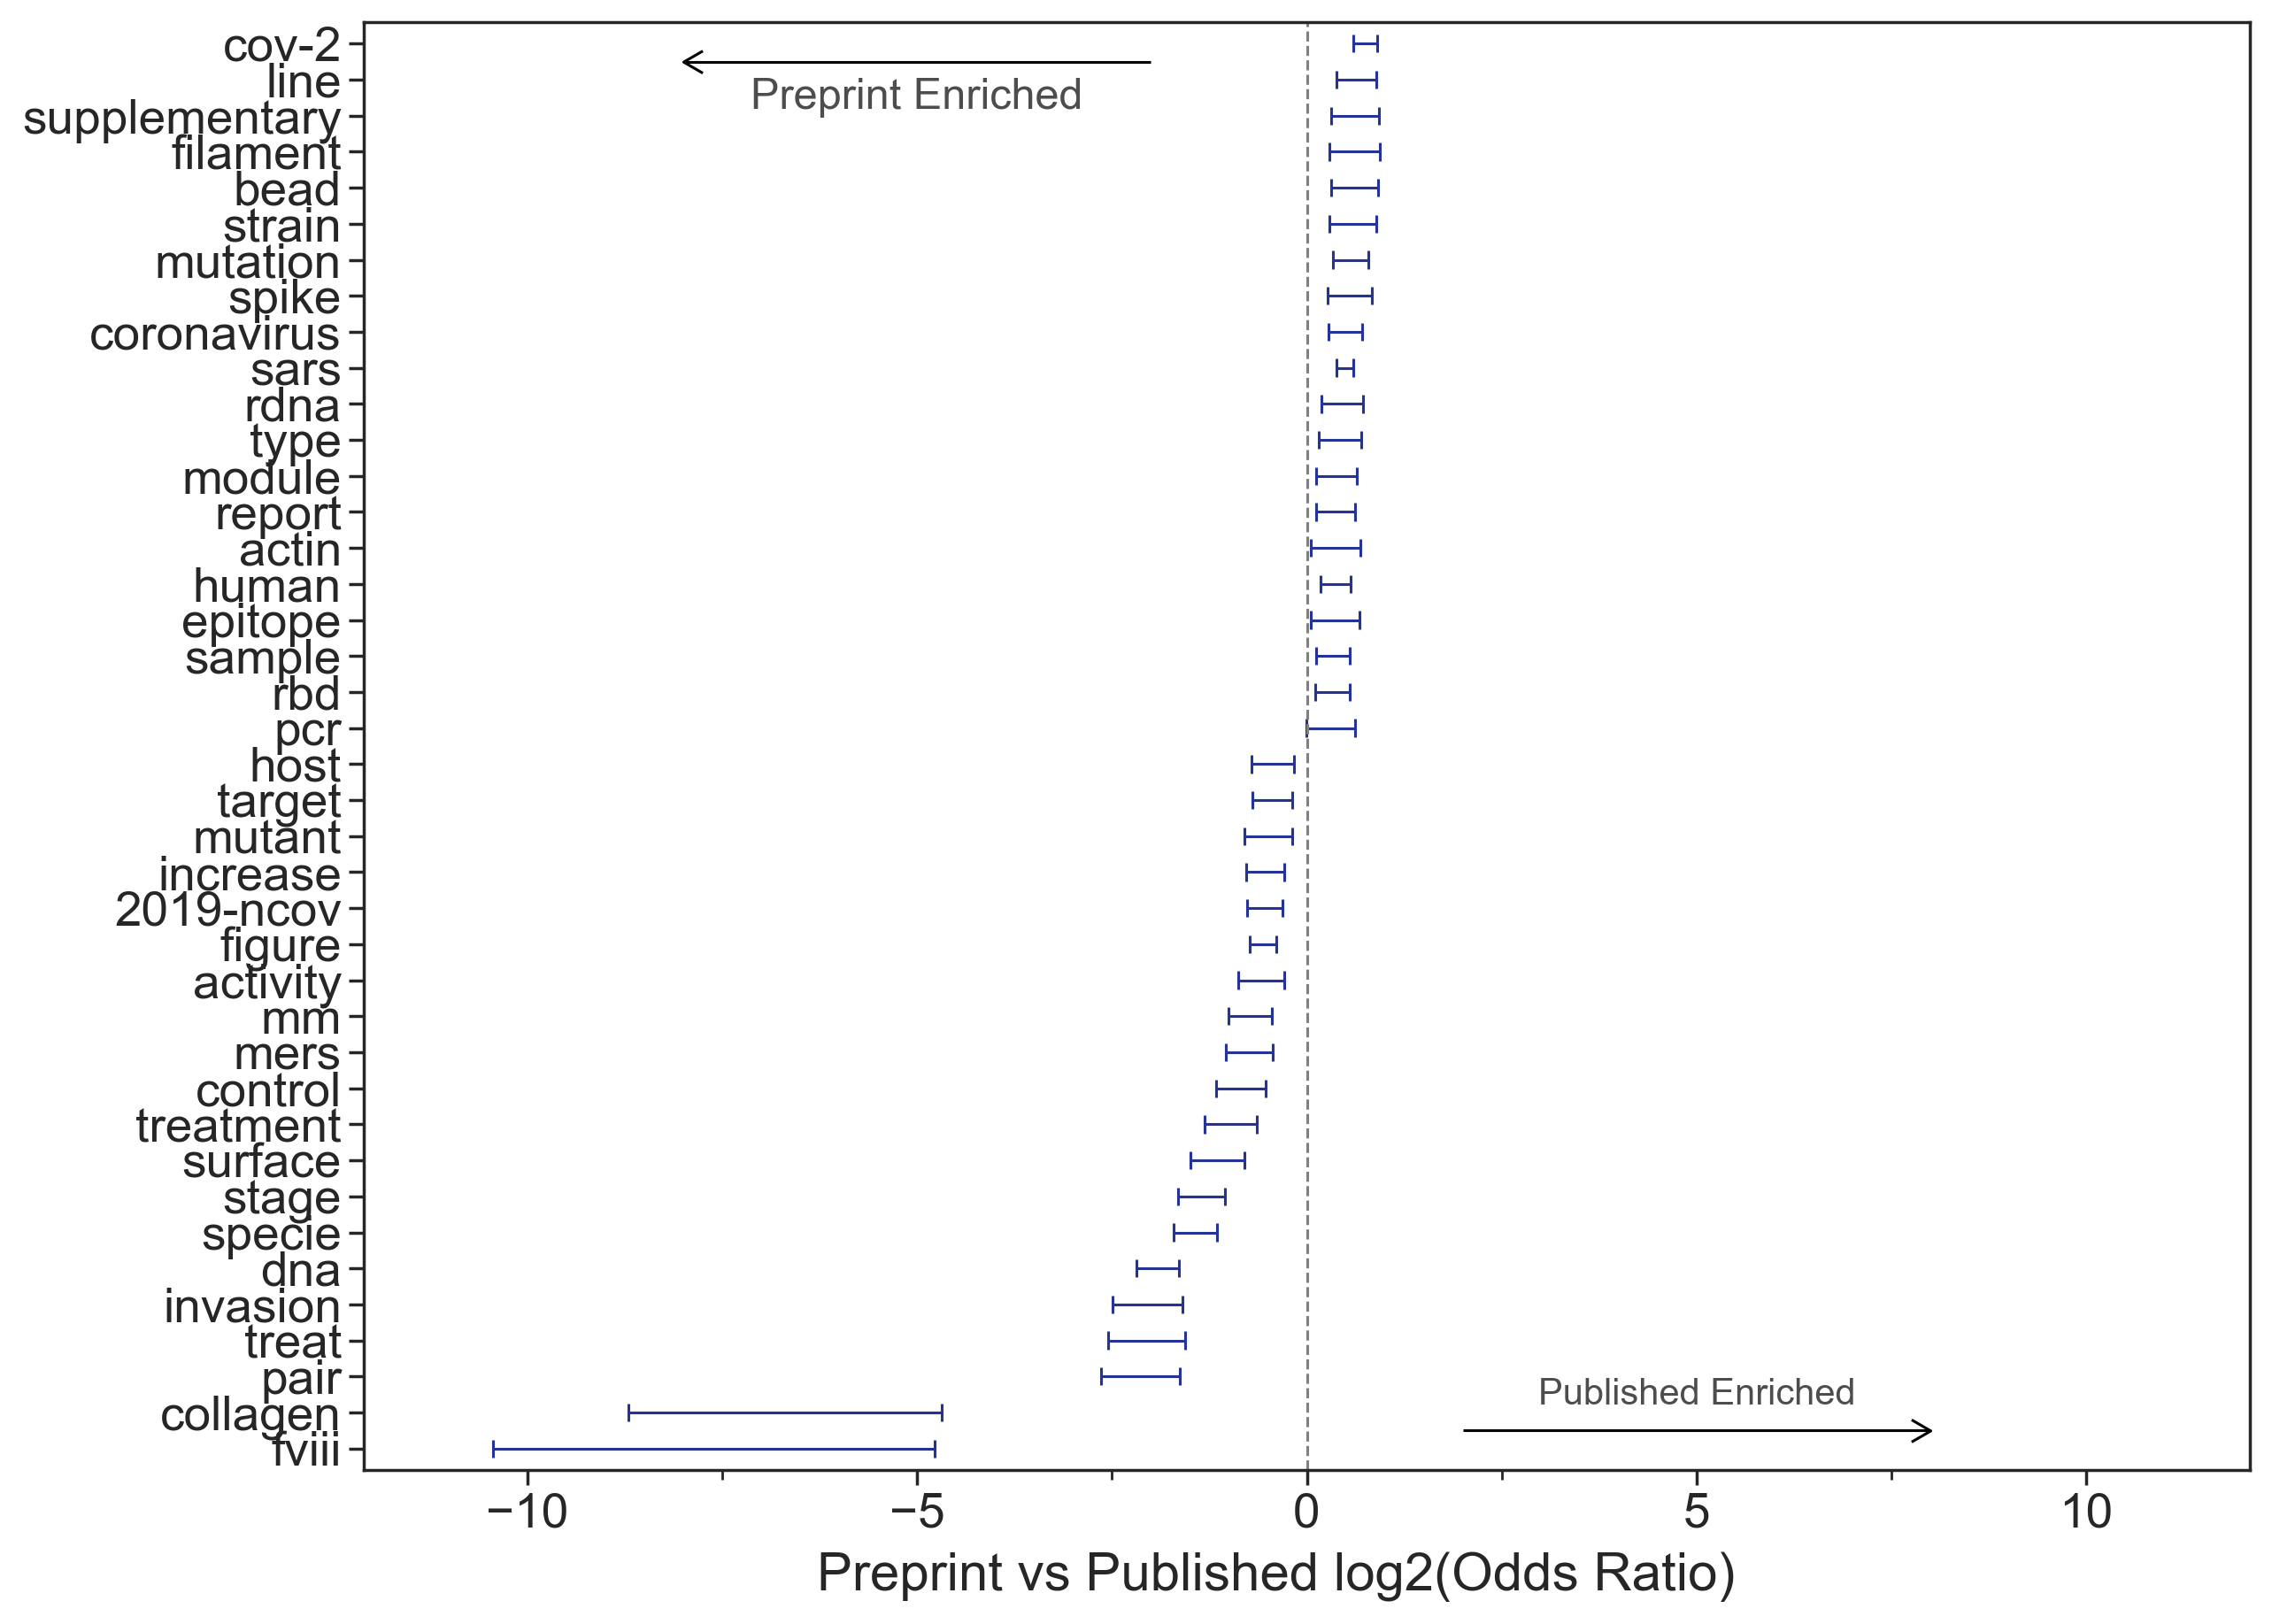 cov-2
line
Preprint Enriched
supplementary
filament
bead
strain
mutation
spike
coronavirus
sars
rdna
type
module
report
actin
human
epitope
sample
rbd
pcr
host
target
mutant
increase
2019-ncov
figure
activity
mm
mers
control
treatment
surface
stage
specie
dna
invasion
treat
pair
Published Enriched
collagen
fviii
−10 −5 0 5 10
Preprint vs Published log2(Odds Ratio)